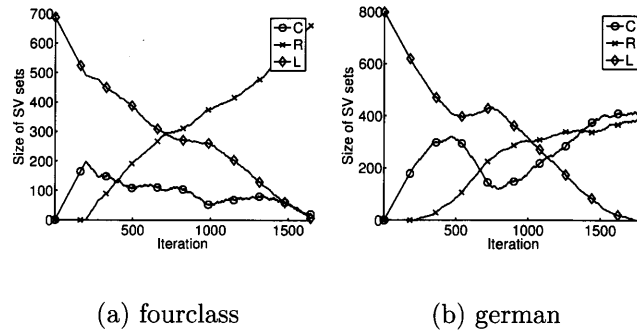 700
600
500
400
300
200
100
0
Size of SV sets
C
R
L
500
1000
1500
Iteration
(a) fourclass
800
600
400
200
0
Size of SV sets
C
R
L
500
1000
1500
Iteration
(b) german